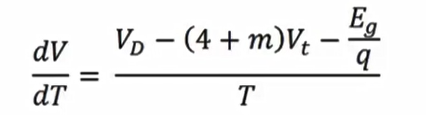 dV/dT = (V_D − (4 + m)V_t − E_g/q)/T